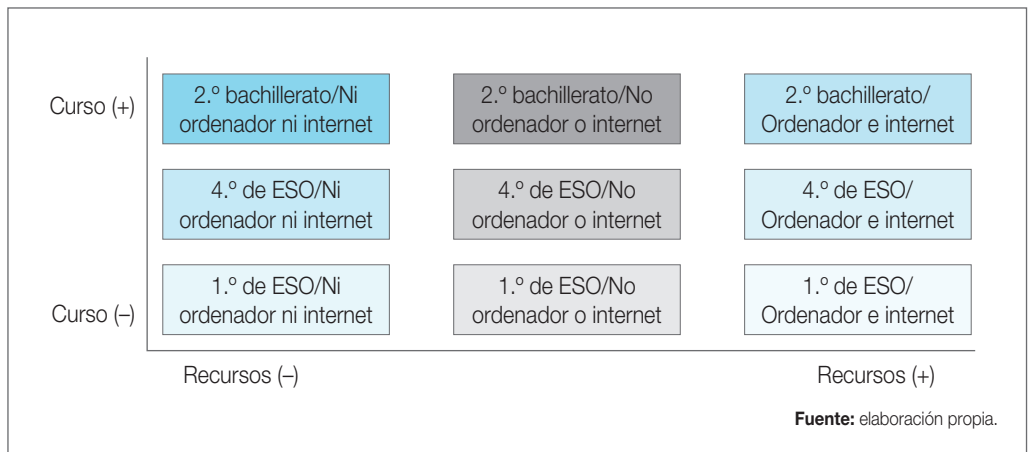 Curso (+)
2.º bachillerato/Ni
ordenador ni internet
2.º bachillerato/No
ordenador o internet
2.º bachillerato/
Ordenador e internet
4.º de ESO/Ni
ordenador ni internet
4.º de ESO/No
ordenador o internet
4.º de ESO/
Ordenador e internet
Curso (–)
1.º de ESO/Ni
ordenador ni internet
1.º de ESO/No
ordenador o internet
1.º de ESO/
Ordenador e internet
Recursos (–)
Recursos (+)
Fuente: elaboración propia.